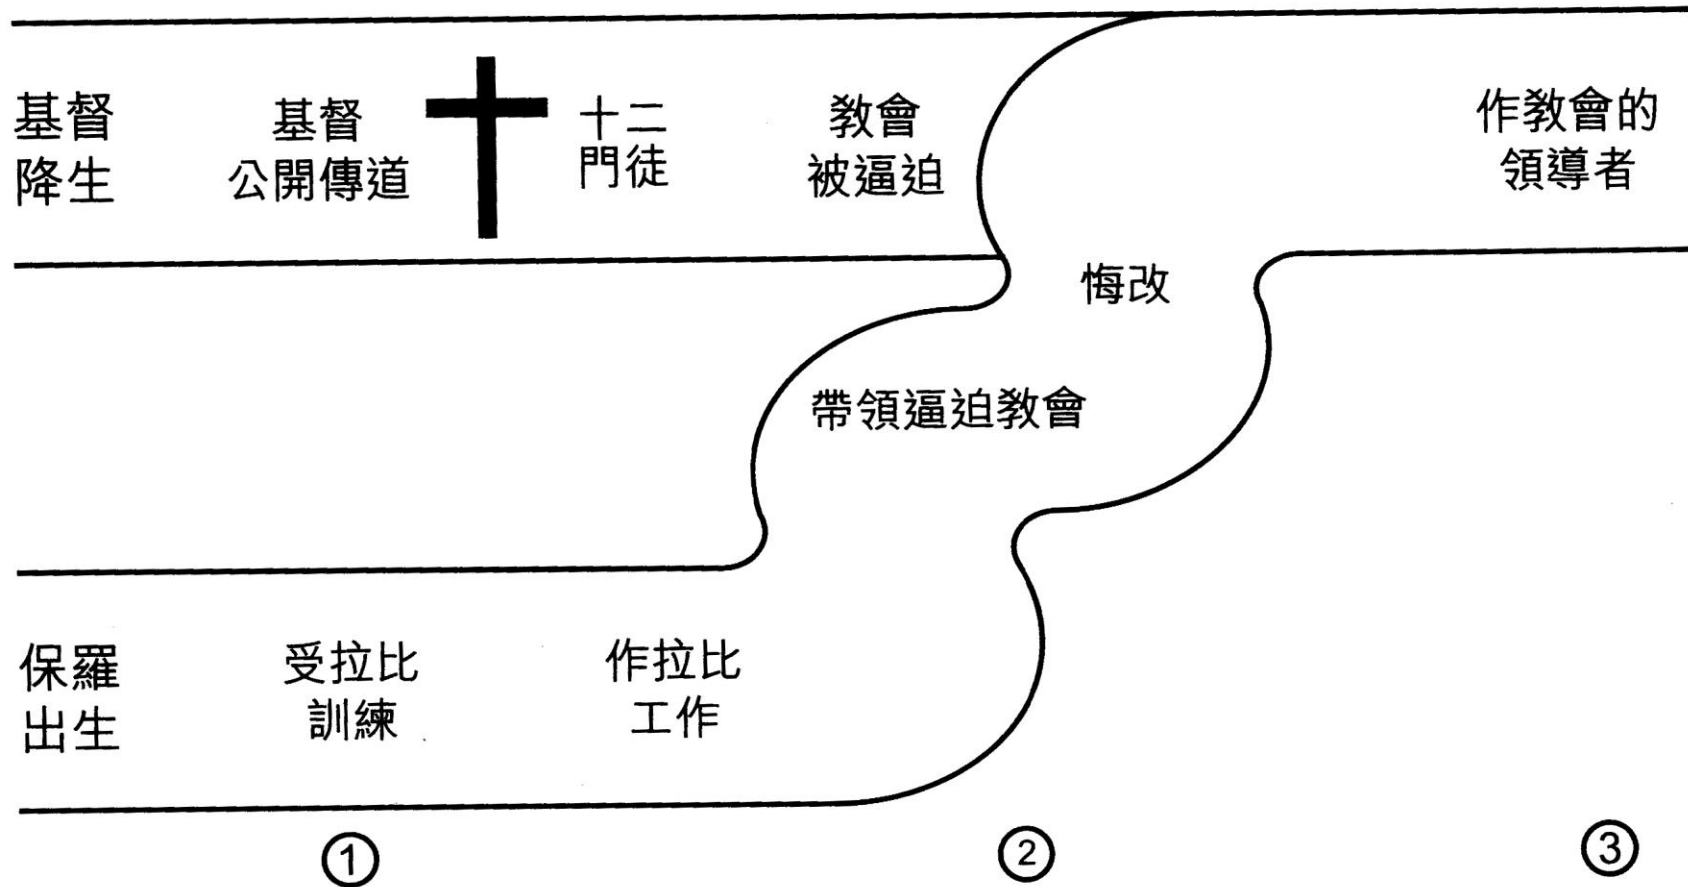 基督
降生
基督
公開傳道
十二
門徒
教會
被逼迫
作教會的
領導者
悔改
帶領逼迫教會
保羅
出生
受拉比
訓練
作拉比
工作
①
②
③